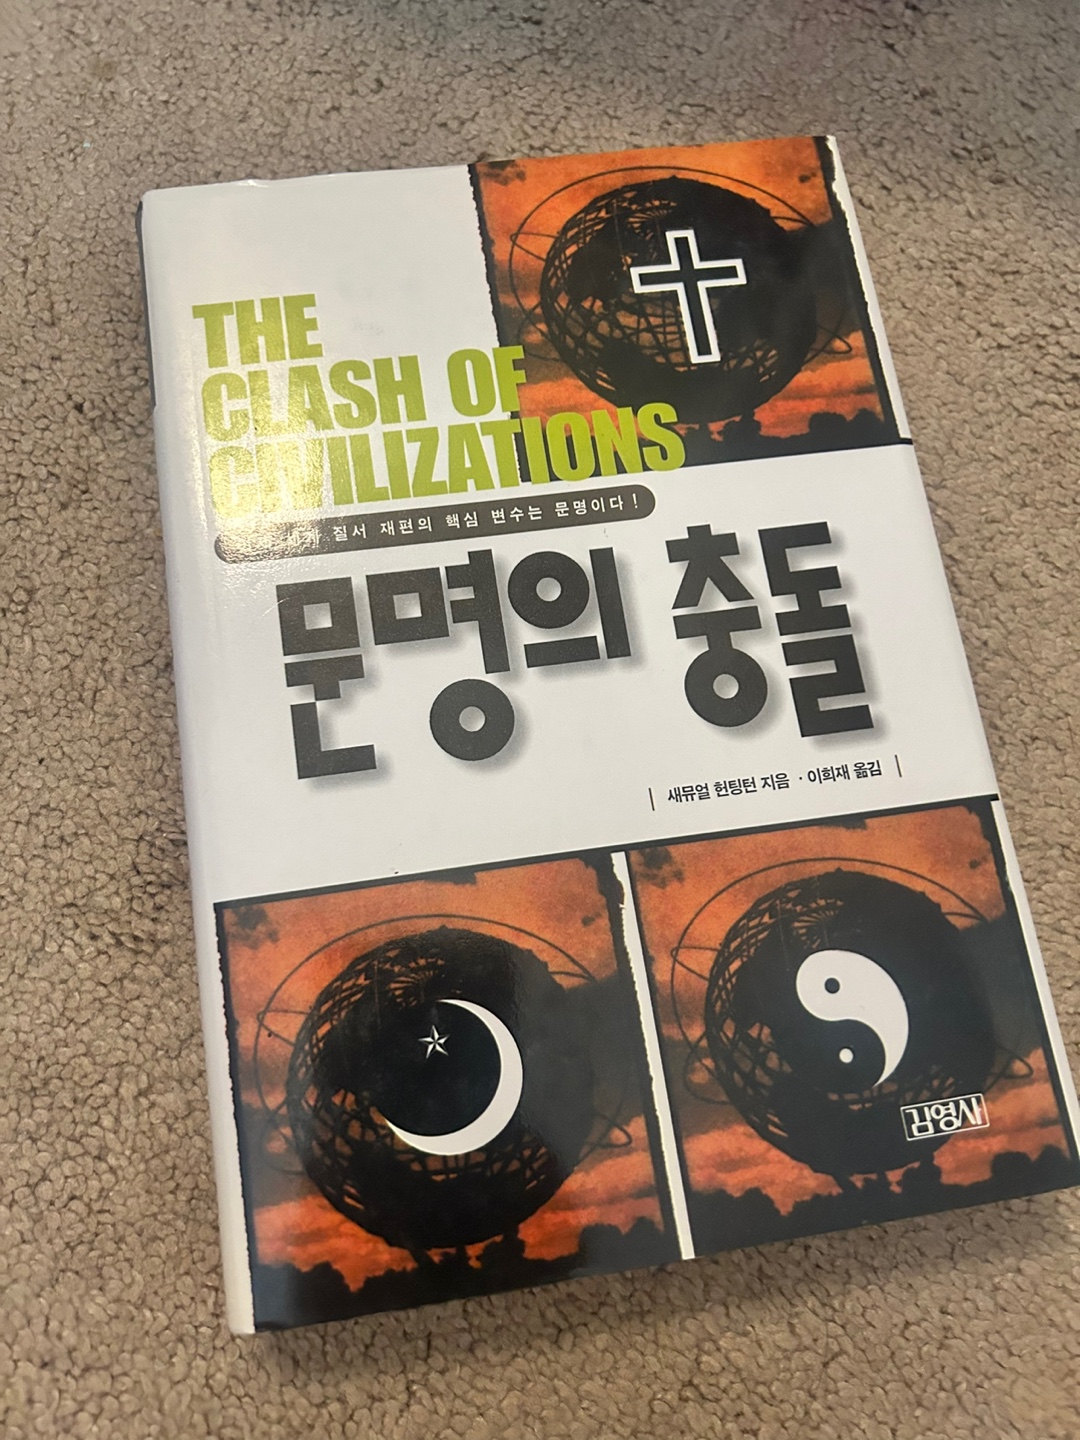 THE
CLASH OF
CIVILIZATIONS
질서 재편의 핵심 변수는 문명이다!
문명의 충돌
| 새뮤얼 헌팅턴 지음 · 이희재 옮김 |
김영사